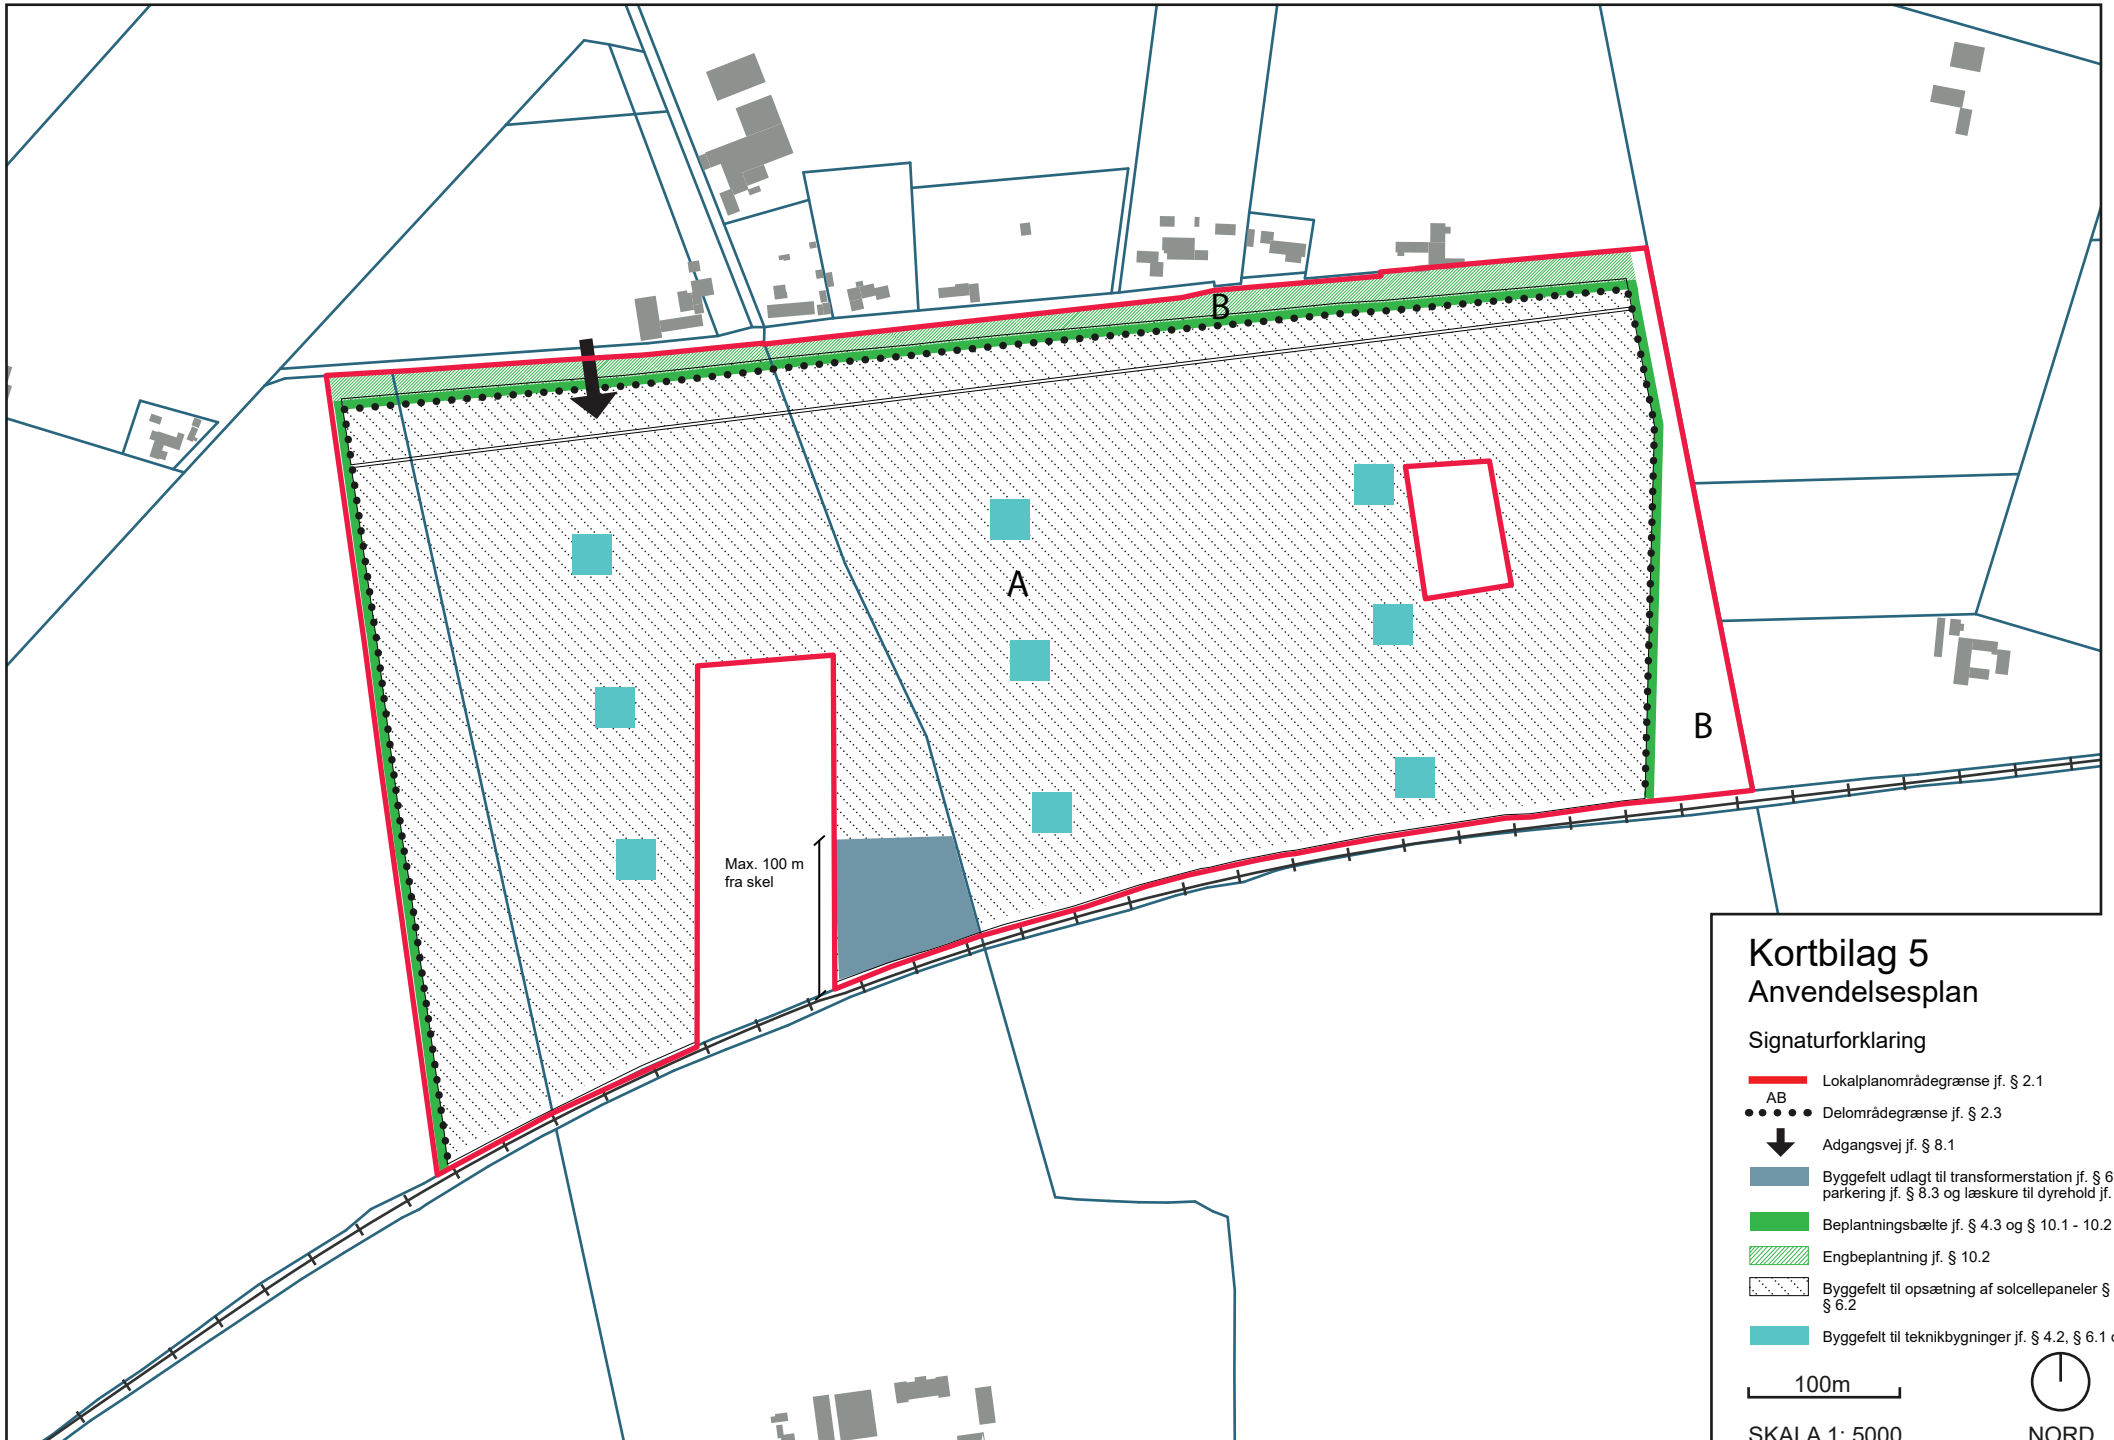 B
A
B
Max. 100 m
fra skel
Kortbilag 5
Anvendelsesplan
Signaturforklaring
Lokalplanområdegrænse jf. § 2.1
AB
Delområdegrænse jf. § 2.3
Adgangsvej jf. § 8.1
Byggefelt udlagt til transformerstation jf. § 6
parkering jf. § 8.3 og læskure til dyrehold jf.
Beplantningsbælte jf. § 4.3 og § 10.1 - 10.2
Engbeplantning jf. § 10.2
Byggefelt til opsætning af solcellepaneler §
§ 6.2
Byggefelt til teknikbygninger jf. § 4.2, § 6.1
100m
SKALA 1: 5000
NORD